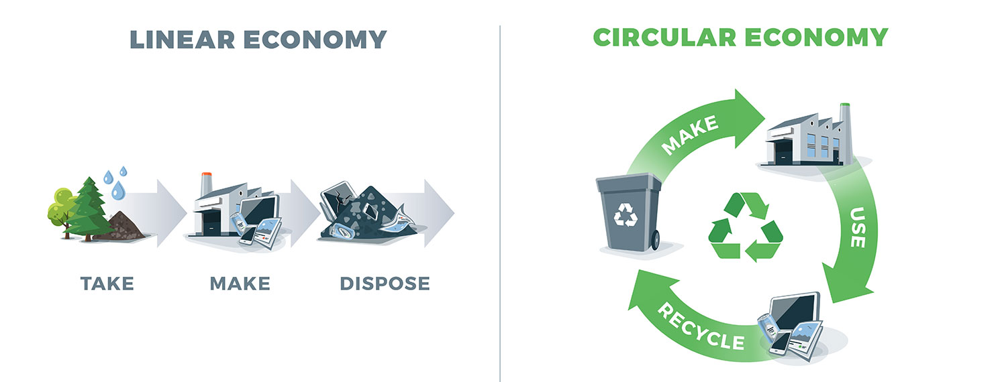 LINEAR ECONOMY
TAKE
MAKE
DISPOSE
CIRCULAR ECONOMY
MAKE
USE
RECYCLE